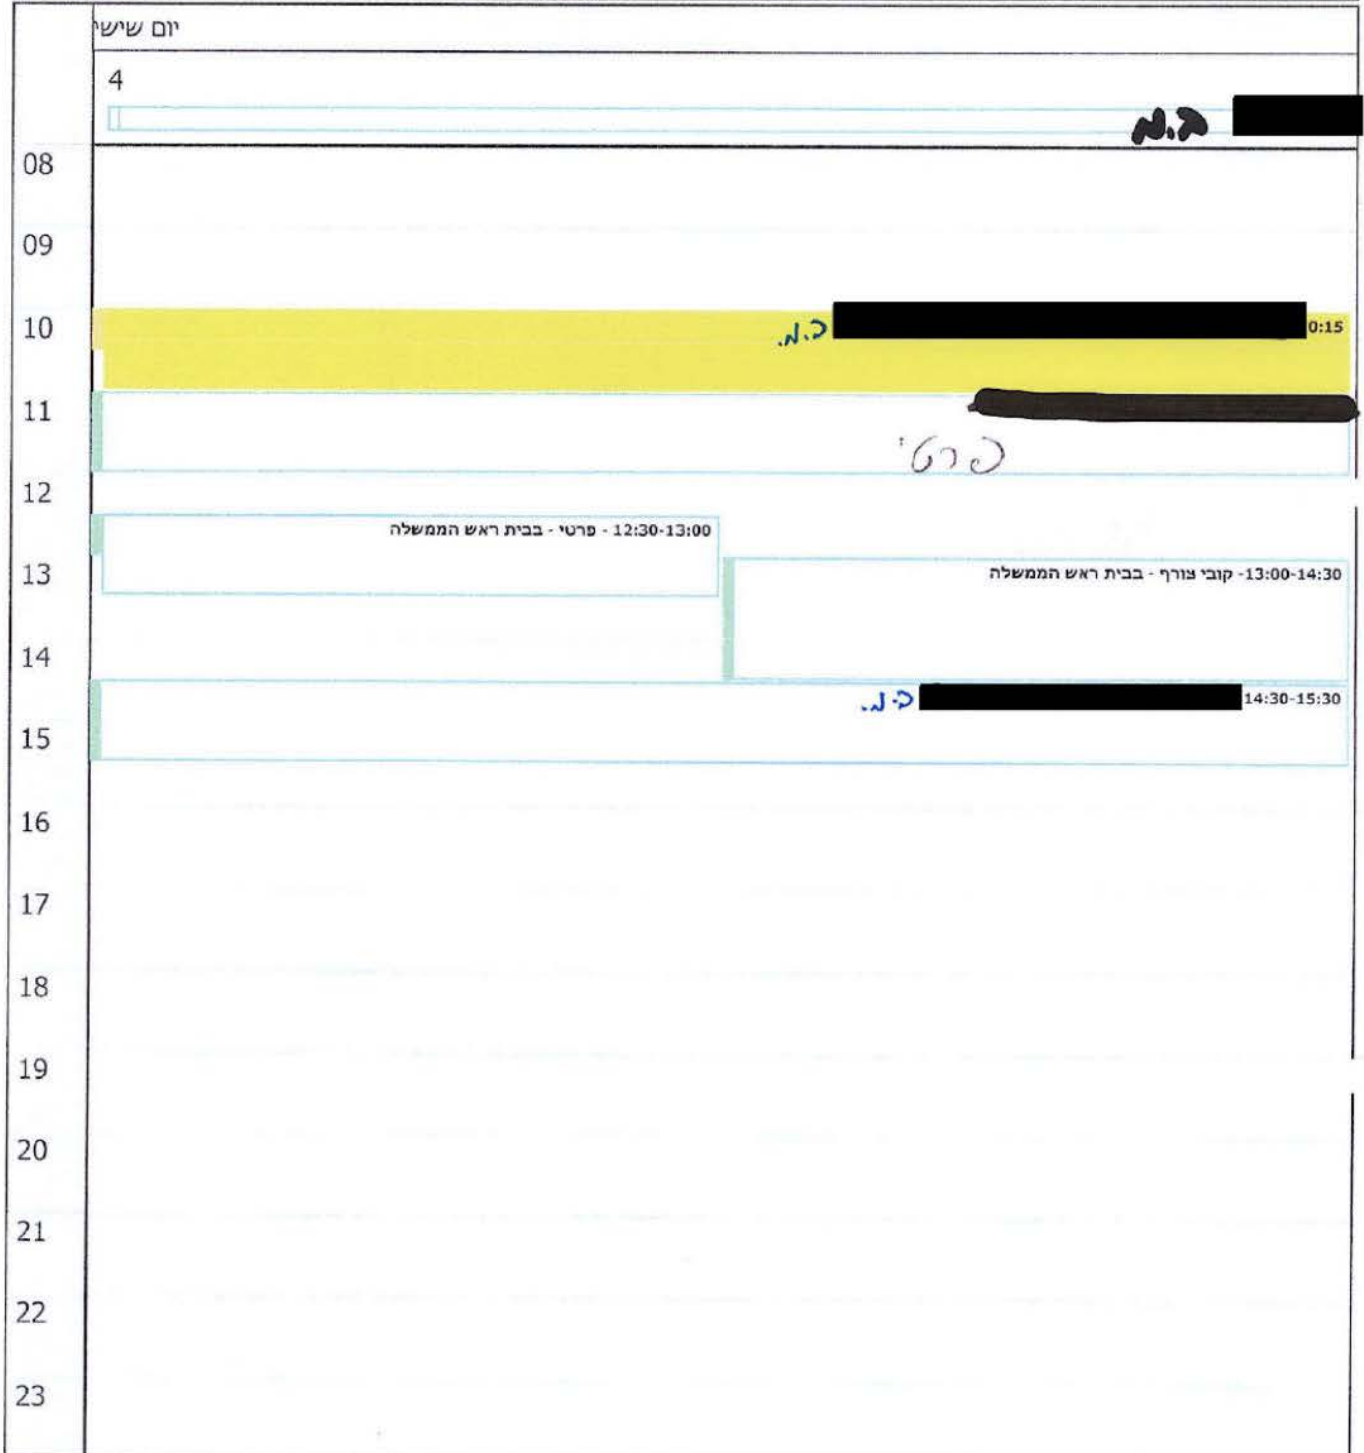 יום שישי
4
ב.מ
08
09
10
0:15 ב.מ.
11
פרטי
12
12:30-13:00 - פרטי - בבית ראש הממשלה
13
13:00-14:30- קובי צורף - בבית ראש הממשלה
14
14:30-15:30 ב.מ.
15
16
17
18
19
20
21
22
23